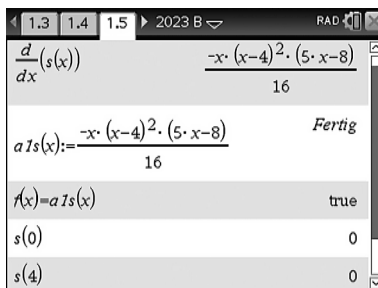 1.3 1.4 1.5 2023 B RAD
d/dx(s(x)) -x·(x-4)²·(5·x-8)/16
a1s(x):=-x·(x-4)²·(5·x-8)/16 Fertig
f(x)=a1s(x) true
s(0) 0
s(4) 0